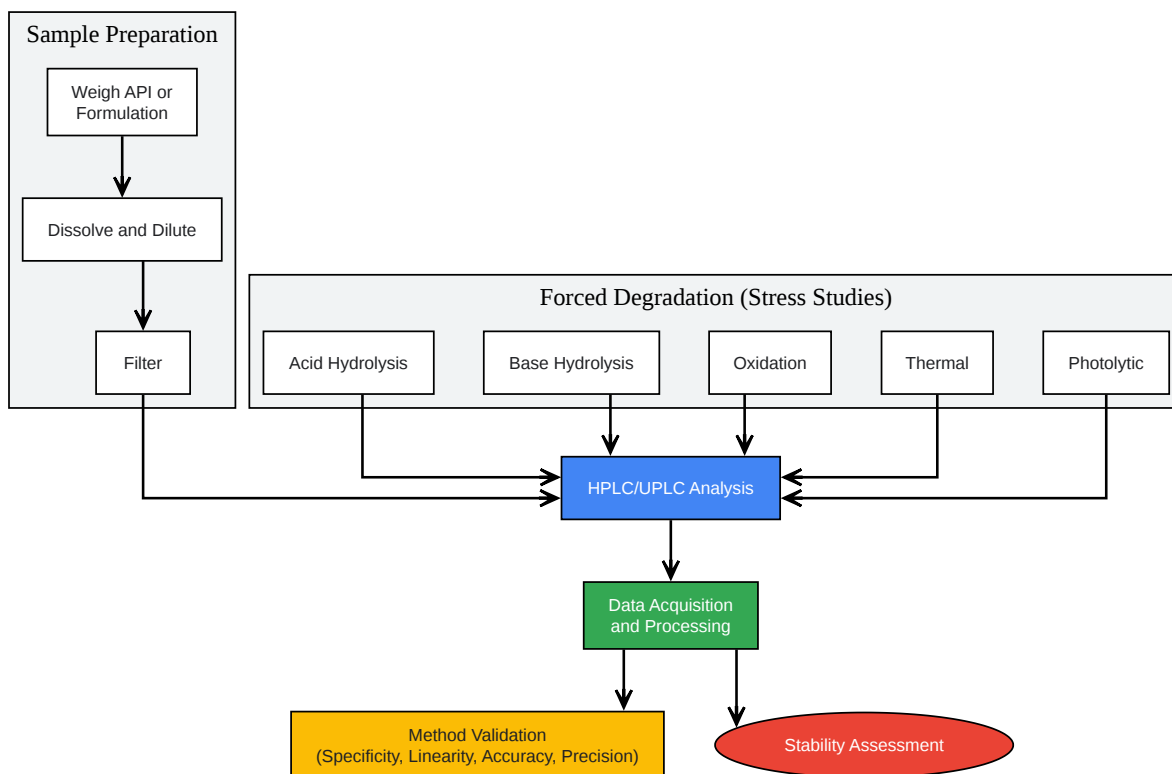 Sample Preparation
Weigh API or
Formulation
Dissolve and Dilute
Filter
Forced Degradation (Stress Studies)
Acid Hydrolysis
Base Hydrolysis
Oxidation
Thermal
Photolytic
HPLC/UPLC Analysis
Data Acquisition
and Processing
Method Validation
(Specificity, Linearity, Accuracy, Precision)
Stability Assessment